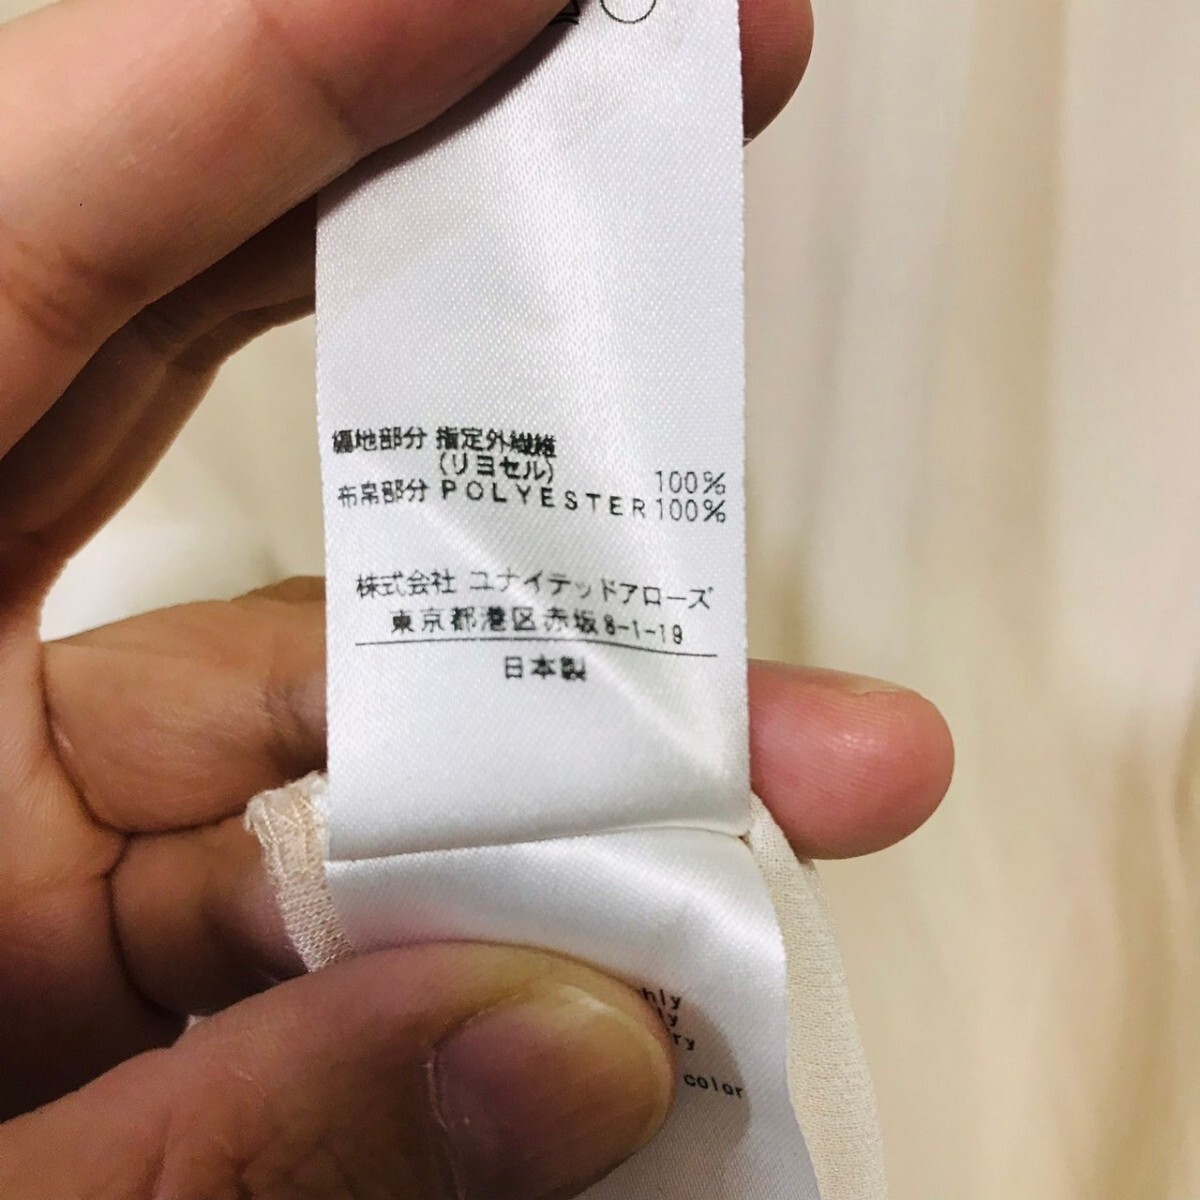 編地部分 指定外繊維
(リヨセル) 100%
布帛部分 POLYESTER 100%
株式会社 ユナイテッドアローズ
東京都港区赤坂8-1-19
日本製
color